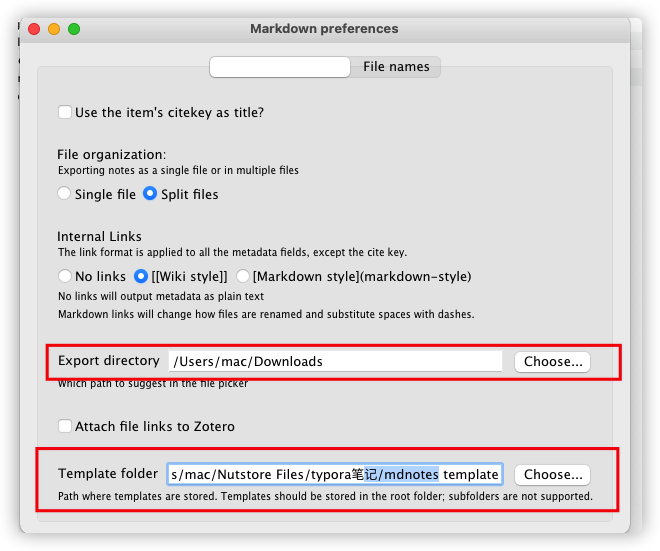 Markdown preferences
File names
Use the item's citekey as title?
File organization:
Exporting notes as a single file or in multiple files
Single file Split files
Internal Links
The link format is applied to all the metadata fields, except the cite key.
No links [[Wiki style]] [Markdown style](markdown-style)
No links will output metadata as plain text
Markdown links will change how files are renamed and substitute spaces with dashes.
Export directory /Users/mac/Downloads Choose...
Which path to suggest in the file picker
Attach file links to Zotero
Template folder s/mac/Nutstore Files/typora笔记/mdnotes template Choose...
Path where templates are stored. Templates should be stored in the root folder; subfolders are not supported.